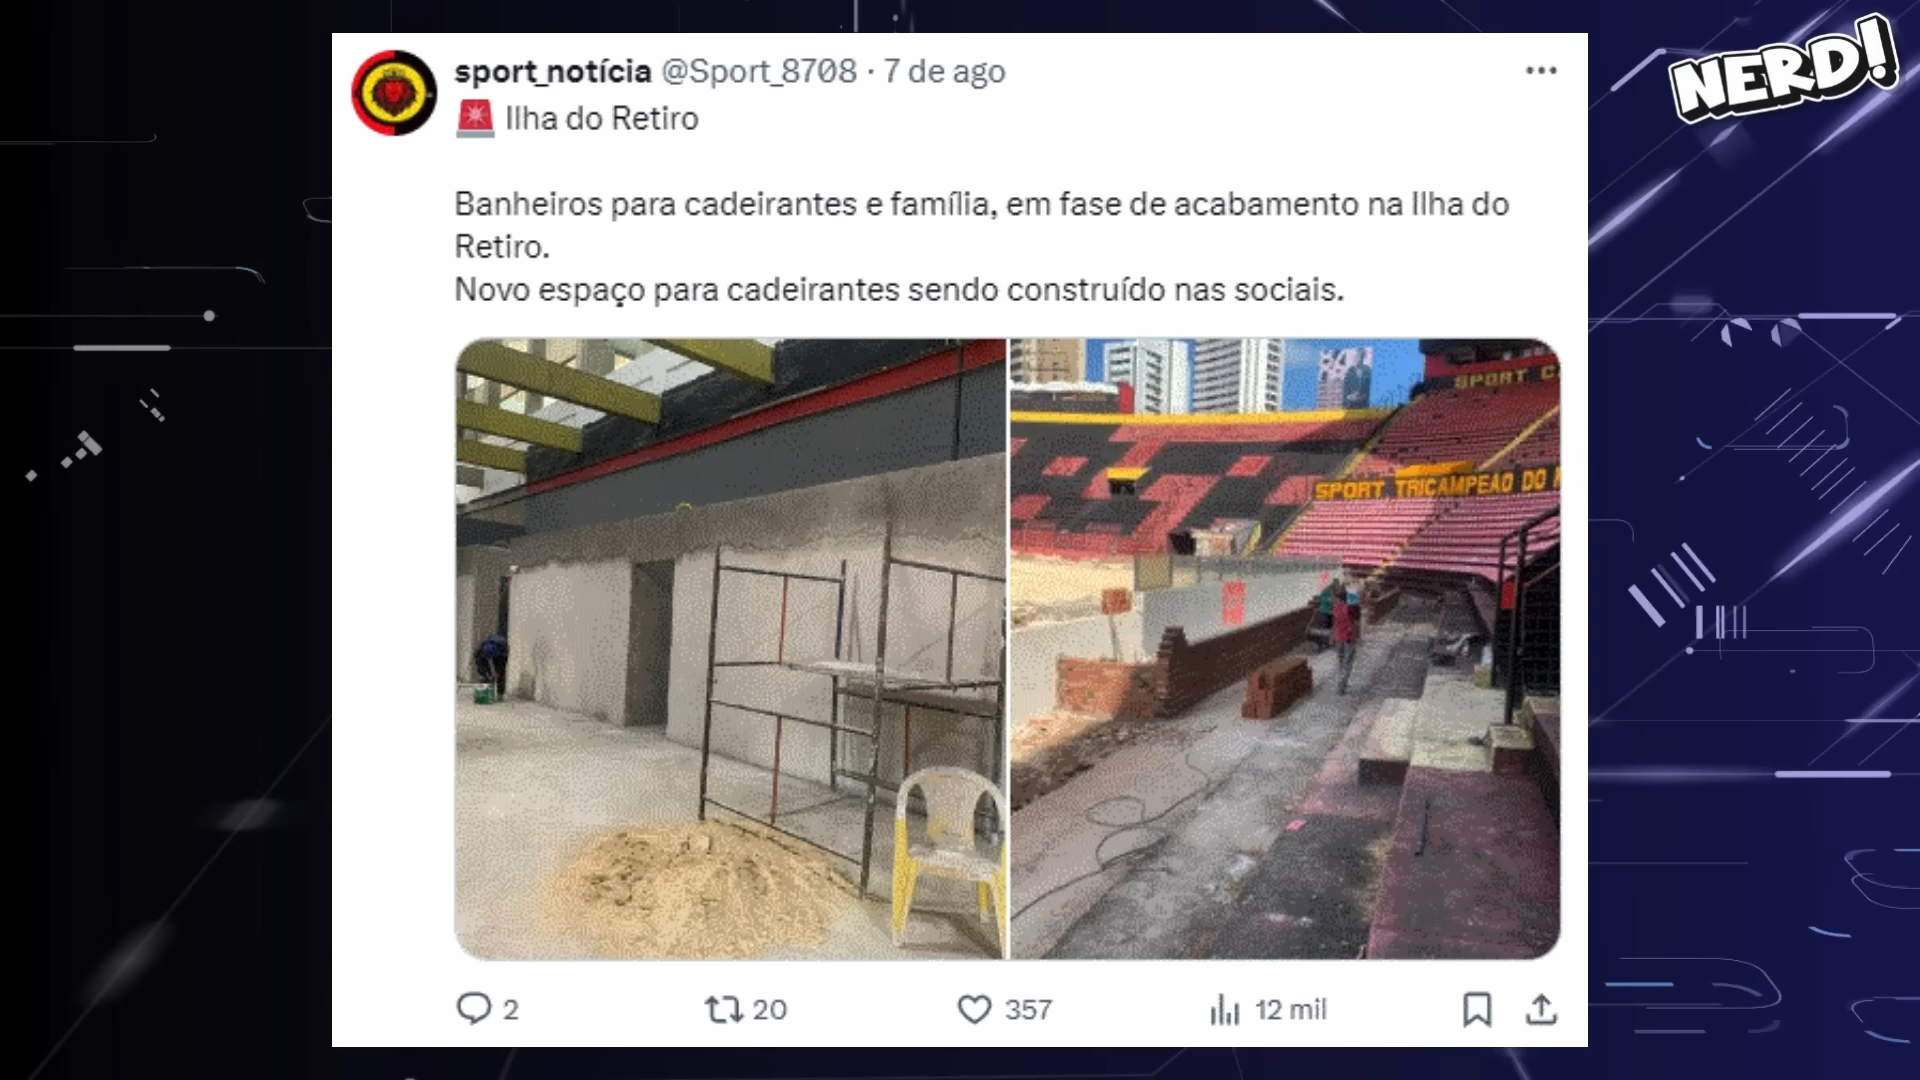 NERD!
sport_notícia @Sport_8708 · 7 de ago
🚨 Ilha do Retiro
Banheiros para cadeirantes e família, em fase de acabamento na Ilha do
Retiro.
Novo espaço para cadeirantes sendo construído nas sociais.
SPORT C
SPORT TRICAMPEAO DO
2 20 357 12 mil